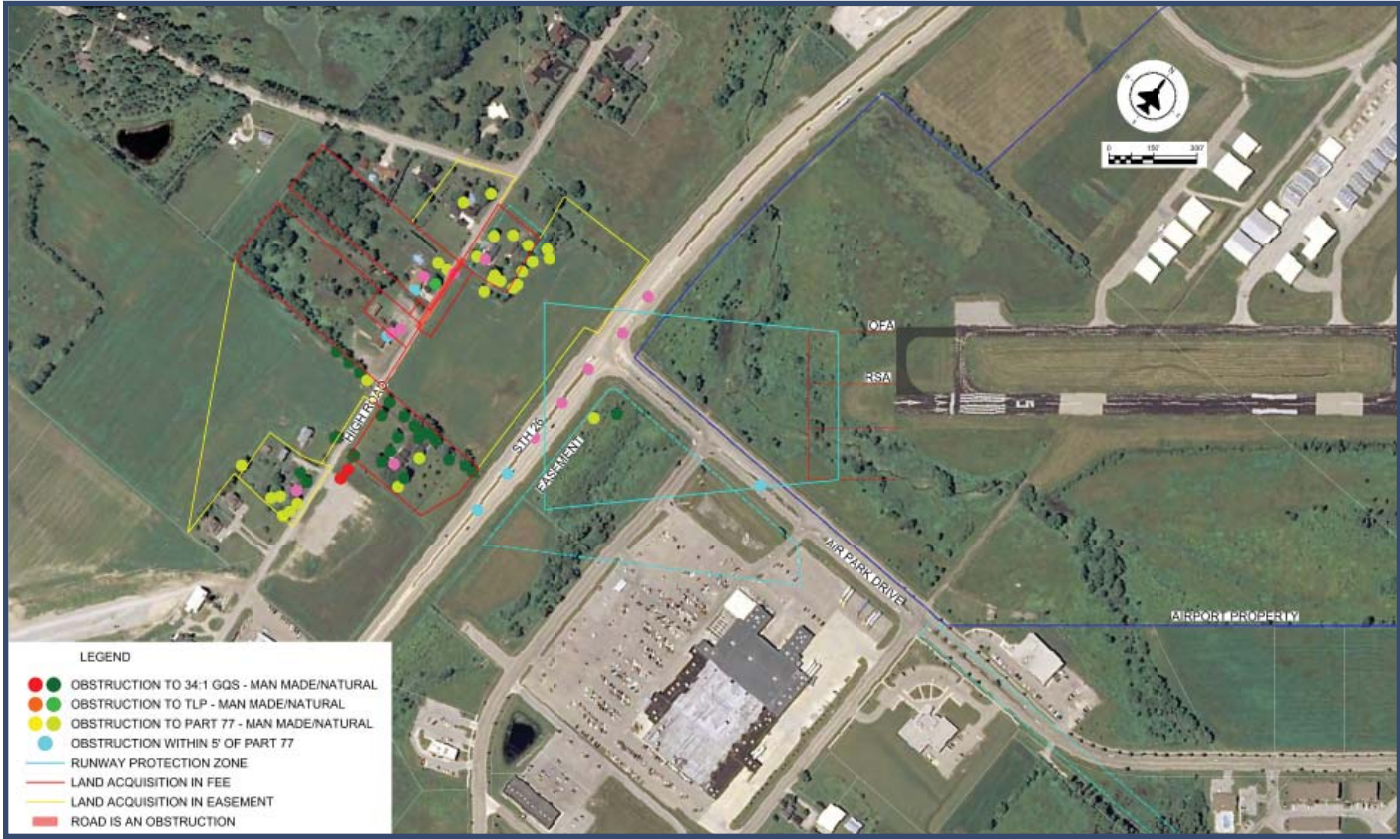 N
0 150' 300'
OFA
RSA
HIGH ROAD
STH 26
EASEMENT
AIR PARK DRIVE
AIRPORT PROPERTY
LEGEND
OBSTRUCTION TO 34:1 GQS - MAN MADE/NATURAL
OBSTRUCTION TO TLP - MAN MADE/NATURAL
OBSTRUCTION TO PART 77 - MAN MADE/NATURAL
OBSTRUCTION WITHIN 5' OF PART 77
RUNWAY PROTECTION ZONE
LAND ACQUISITION IN FEE
LAND ACQUISITION IN EASEMENT
ROAD IS AN OBSTRUCTION